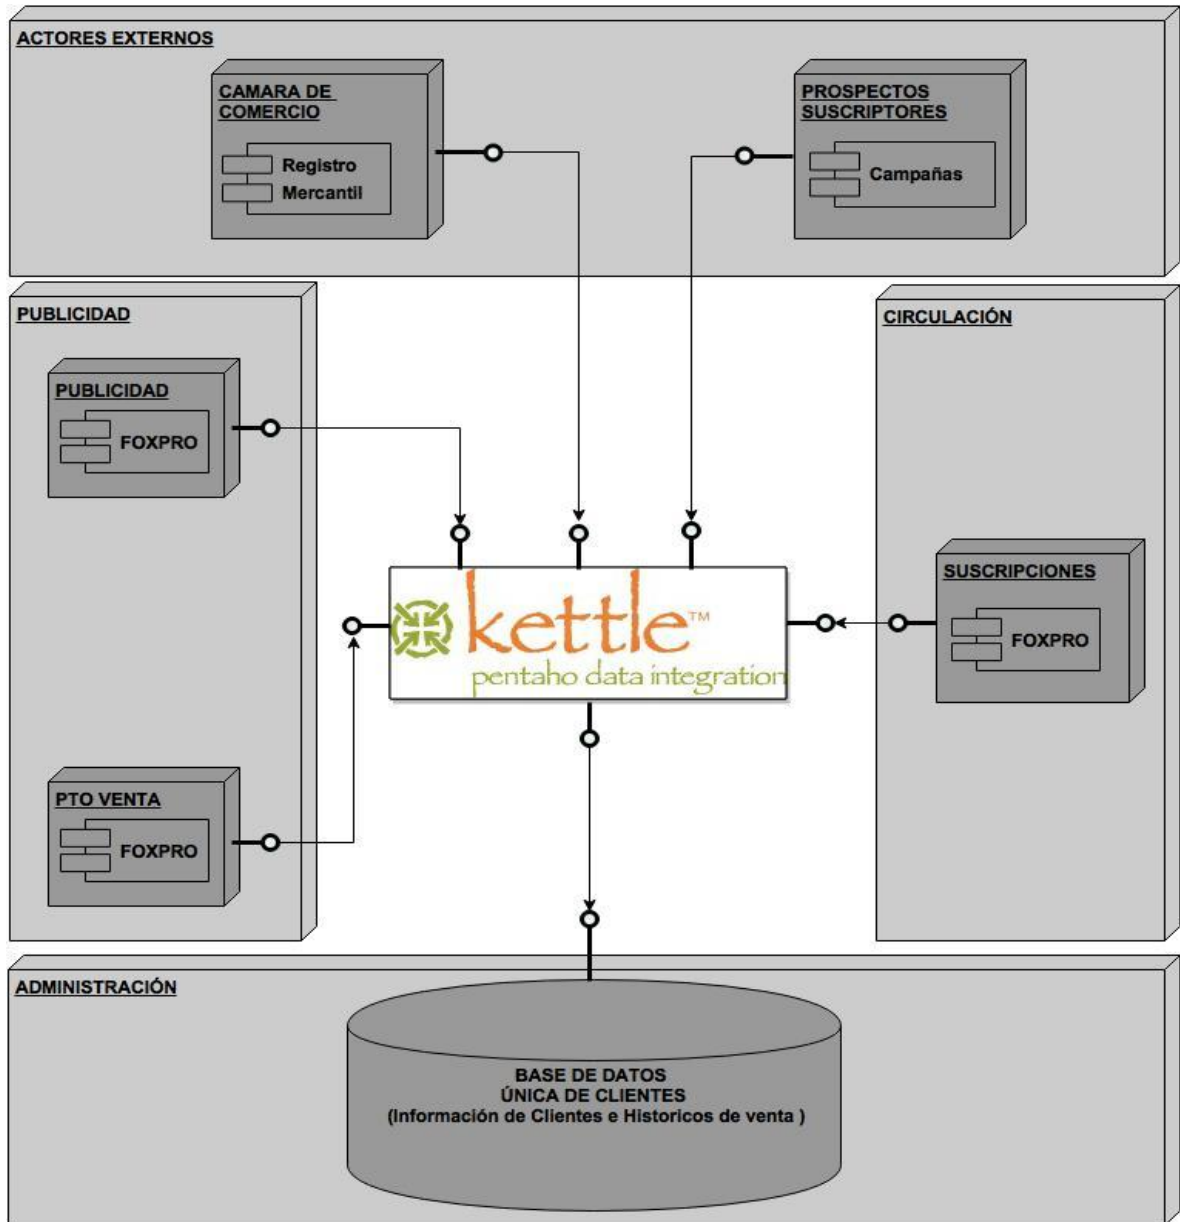 ACTORES EXTERNOS
CAMARA DE
COMERCIO
Registro
Mercantil
PROSPECTOS
SUSCRIPTORES
Campañas
PUBLICIDAD
PUBLICIDAD
FOXPRO
CIRCULACIÓN
SUSCRIPCIONES
FOXPRO
kettle™
pentaho data integration
PTO VENTA
FOXPRO
ADMINISTRACIÓN
BASE DE DATOS
ÚNICA DE CLIENTES
(Información de Clientes e Historicos de venta )